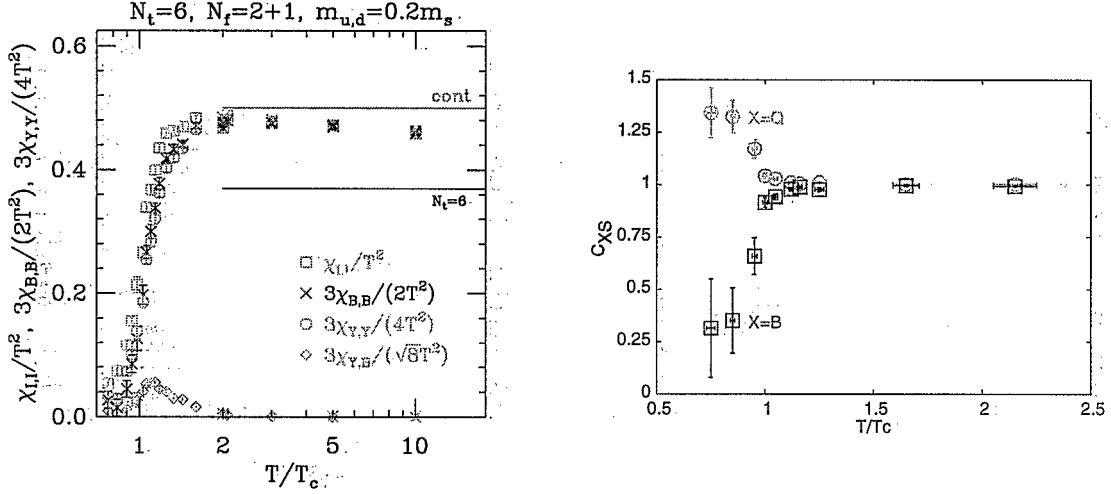 N_t=6, N_f=2+1, m_u,d=0.2m_s
χ_I,I/T², 3χ_B,B/(2T²), 3χ_Y,Y/(4T²)
0.6
0.4
0.2
0.0
cont
N_t=6
χ_I,I/T²
3χ_B,B/(2T²)
3χ_Y,Y/(4T²)
3χ_Y,B/(√8T²)
1
2
5
10
T/T_c
C_XS
1.5
1.25
1
0.75
0.5
0.25
0
X=Q
X=B
0.5
1
1.5
2
2.5
T/Tc